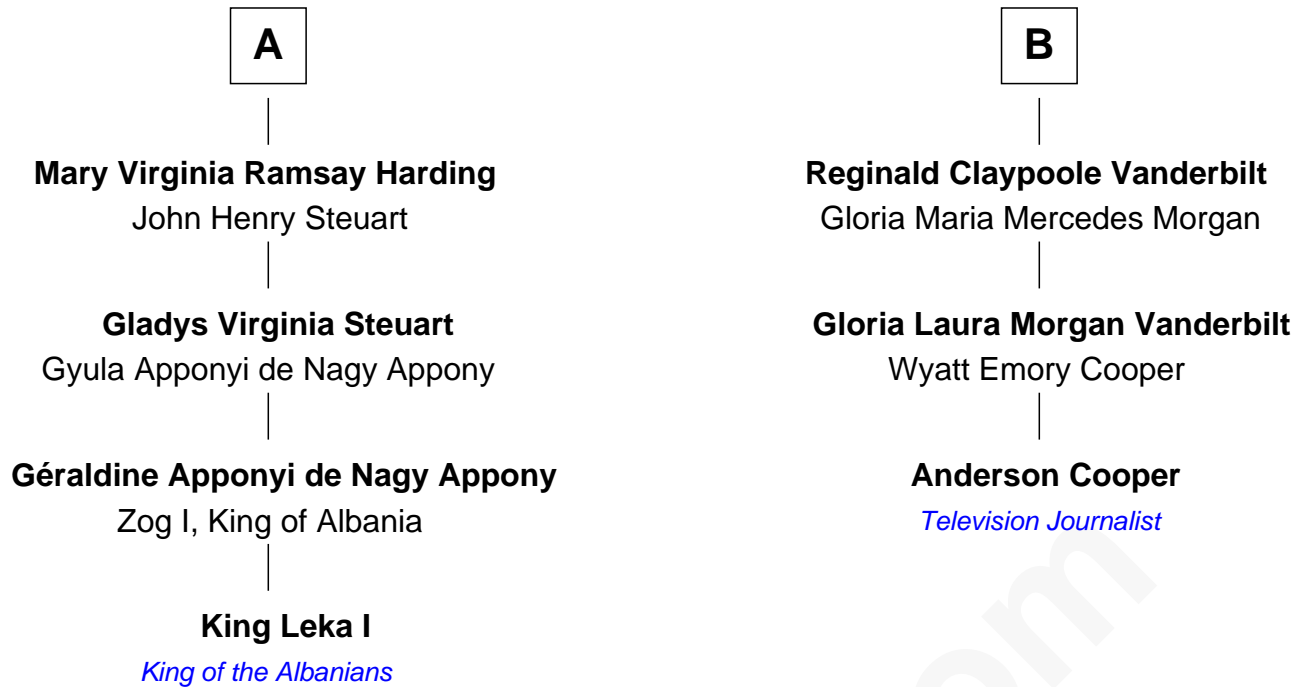 A
Mary Virginia Ramsay Harding
John Henry Steuart
Gladys Virginia Steuart
Gyula Apponyi de Nagy Appony
Géraldine Apponyi de Nagy Appony
Zog I, King of Albania
King Leka I
King of the Albanians
B
Reginald Claypoole Vanderbilt
Gloria Maria Mercedes Morgan
Gloria Laura Morgan Vanderbilt
Wyatt Emory Cooper
Anderson Cooper
Television Journalist
om